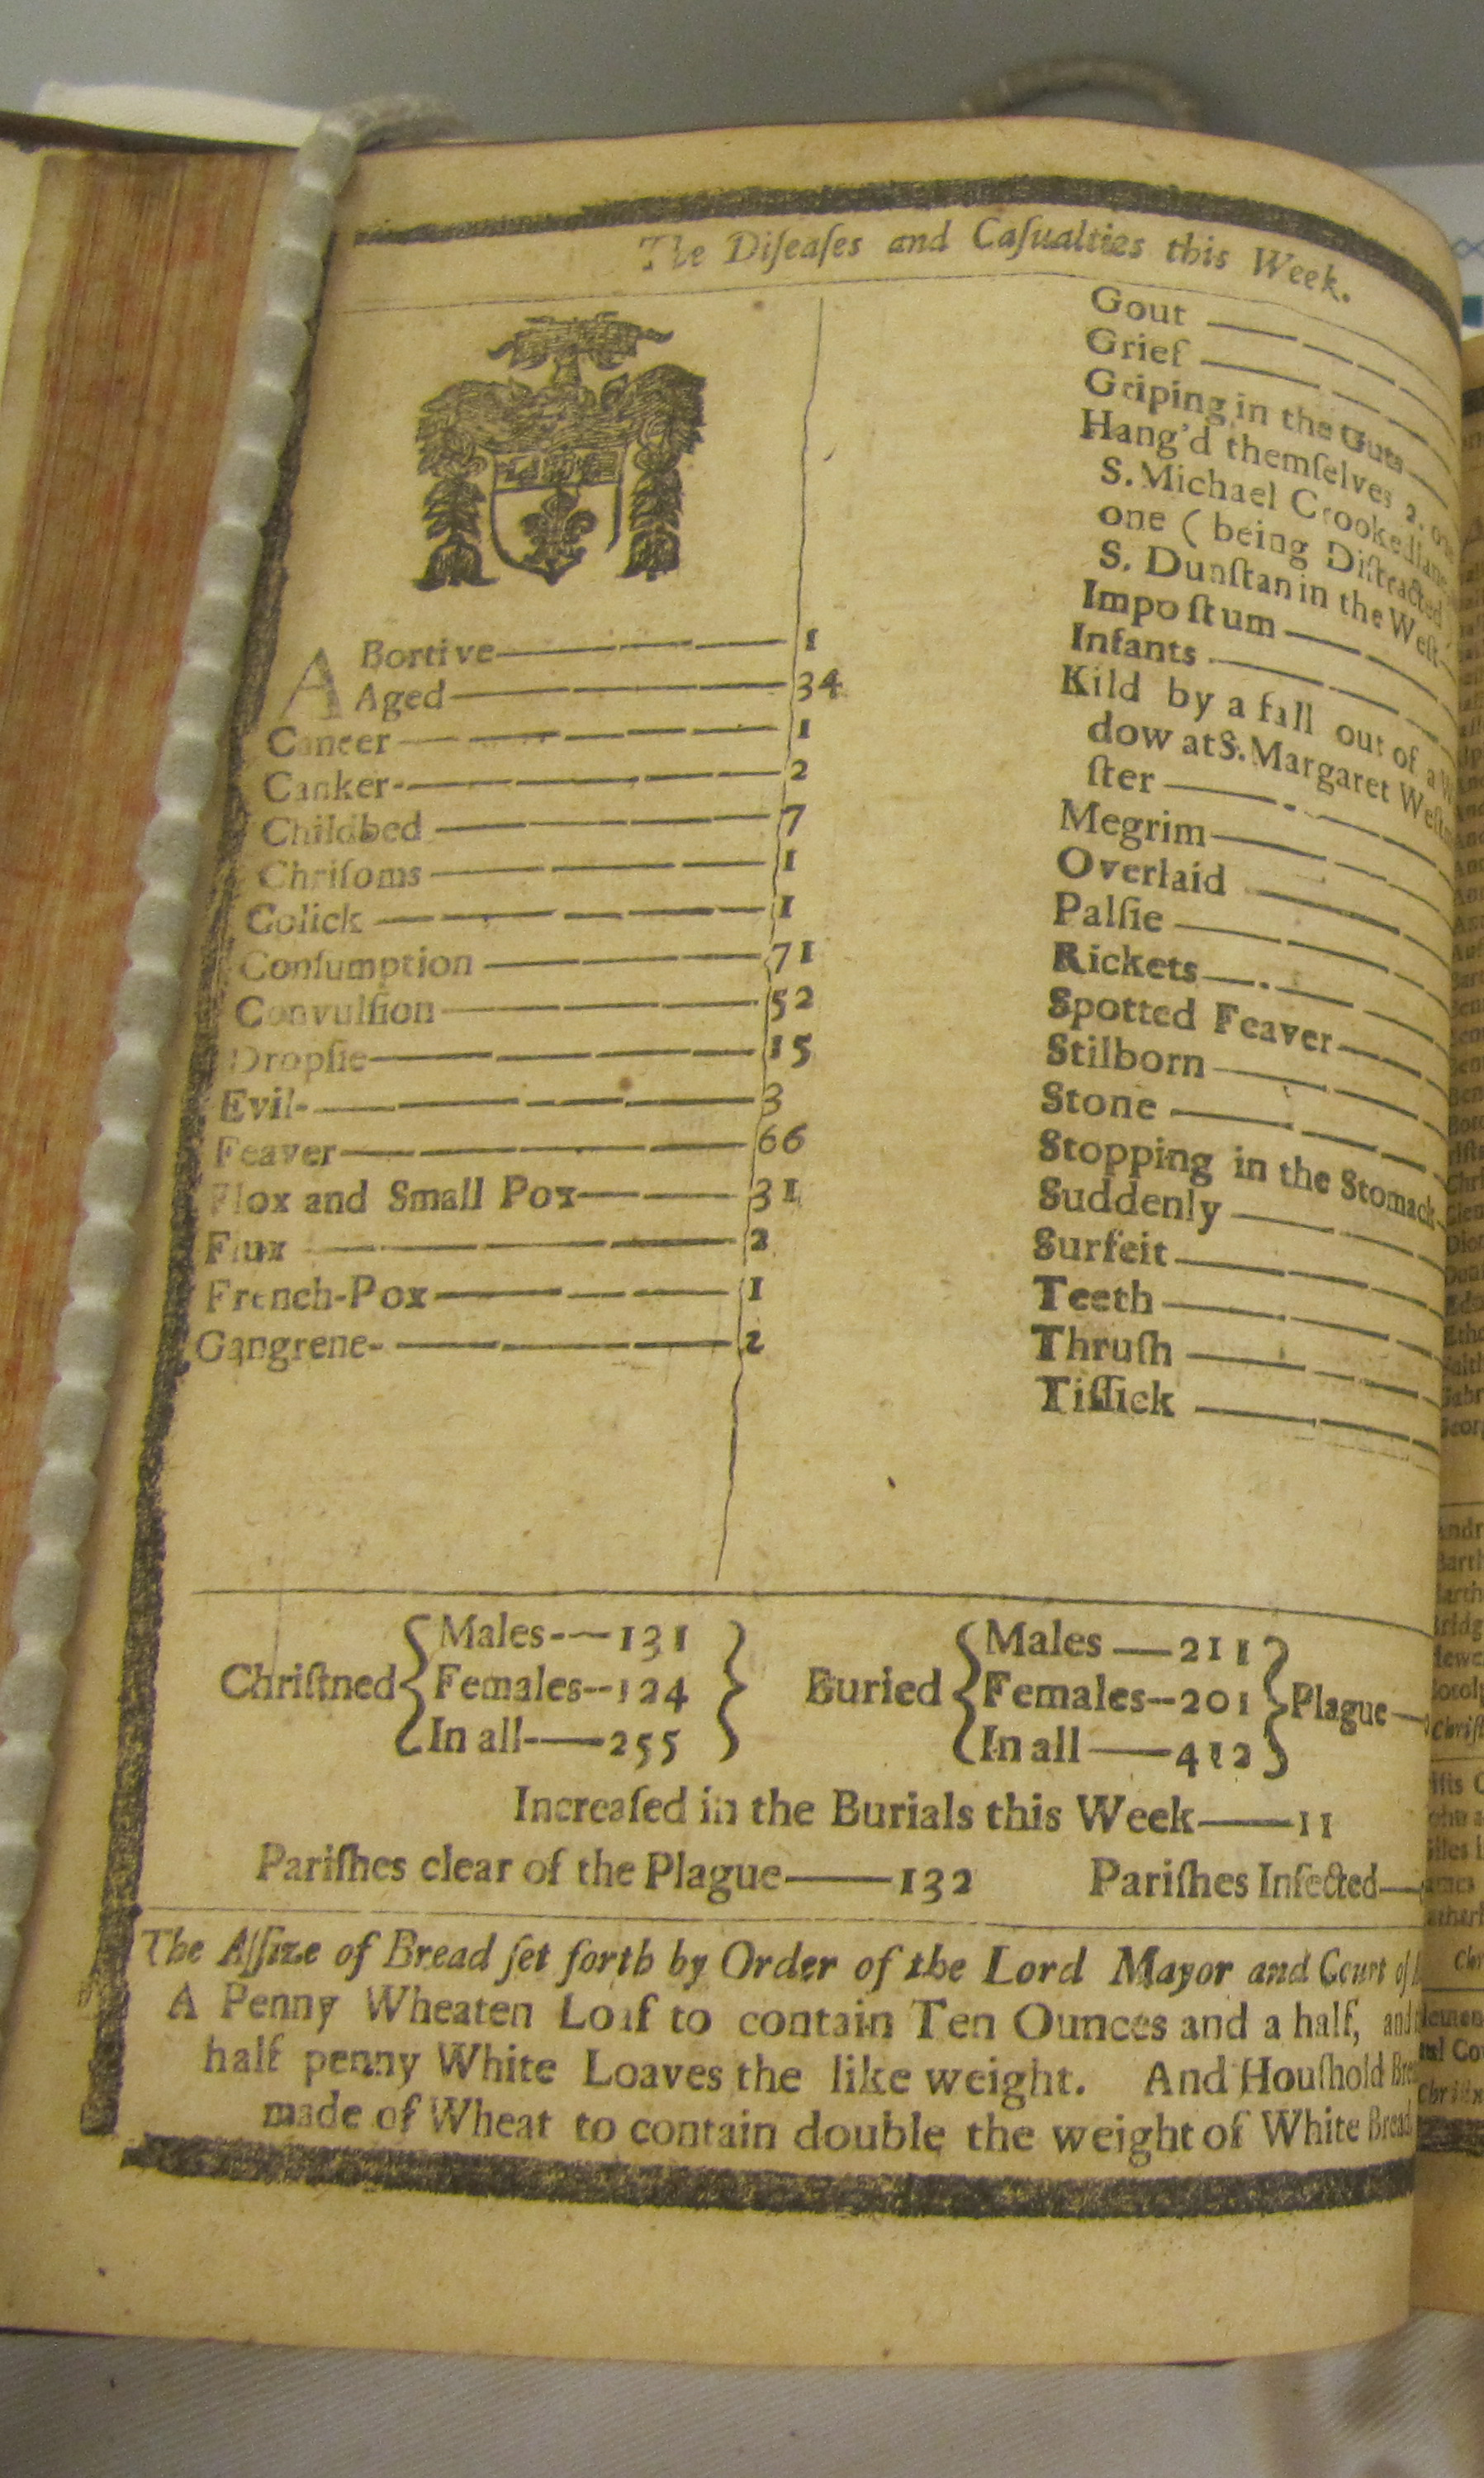 The Diſeaſes and Caſualties this Week.
ABortive 1
Aged 34
Cancer 1
Canker 2
Childbed 7
Chriſoms 1
Colick 1
Conſumption 71
Convulſion 52
Dropſie 15
Evil 3
Feaver 66
Flox and Small Pox 31
Flux 2
French-Pox 1
Gangrene 2
Gout
Grief
Griping in the Guts
Hang'd themſelves 2. one
S. Michael Crookedlane
one (being Diſtracted
S. Dunſtan in the Weſt
Impoſtum
Infants
Kild by a fall out of a
dow at S. Margaret
ſter
Megrim
Overlaid
Palſie
Rickets
Spotted Feaver
Stilborn
Stone
Stopping in the Stomack
Suddenly
Surfeit
Teeth
Thruſh
Tiſſick
Chriſtned { Males 131 Females 124 In all 255 } Buried { Males 211 Females 201 In all 412 } Plague
Increaſed in the Burials this Week 11
Pariſhes clear of the Plague 132 Pariſhes Infected
The Aſſize of Bread ſet forth by Order of the Lord Mayor and Court of
A Penny Wheaten Loaf to contain Ten Ounces and a half, and
half penny White Loaves the like weight. And Houſhold
made of Wheat to contain double the weight of White Bread